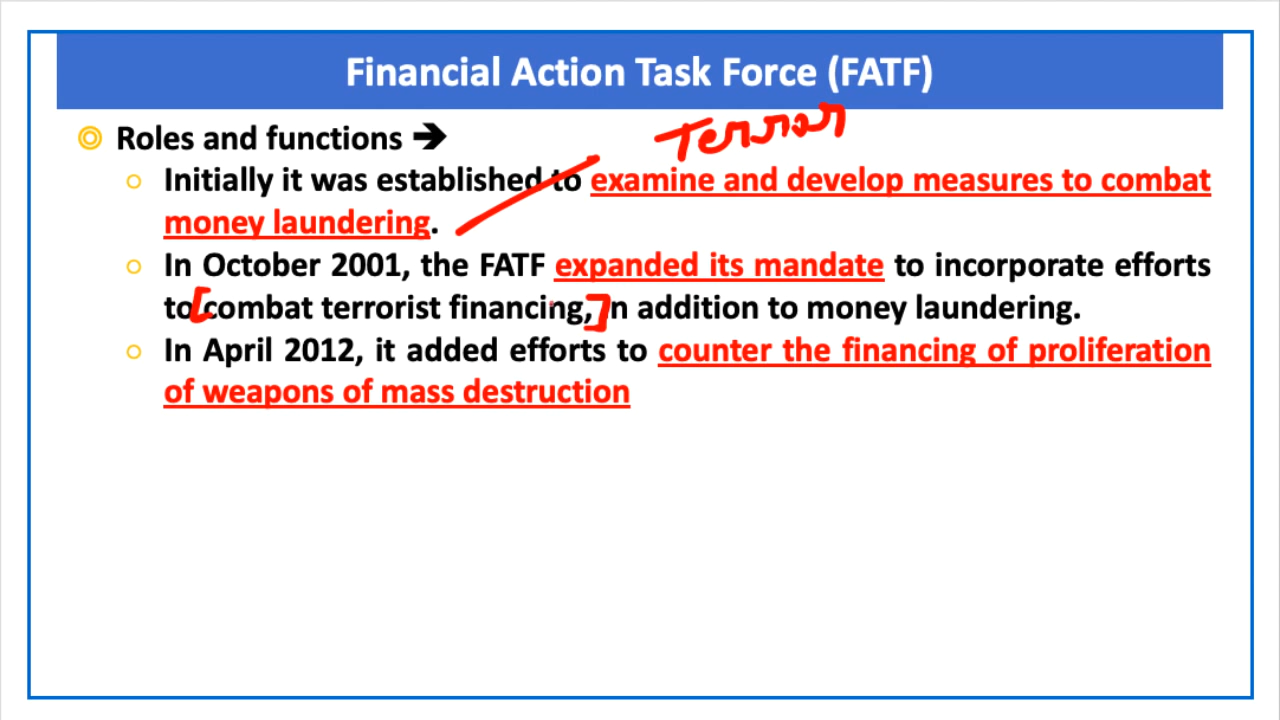 Financial Action Task Force (FATF)
Terror
Roles and functions ➔
Initially it was established to examine and develop measures to combat
money laundering.
In October 2001, the FATF expanded its mandate to incorporate efforts
to [combat terrorist financing,] in addition to money laundering.
In April 2012, it added efforts to counter the financing of proliferation
of weapons of mass destruction